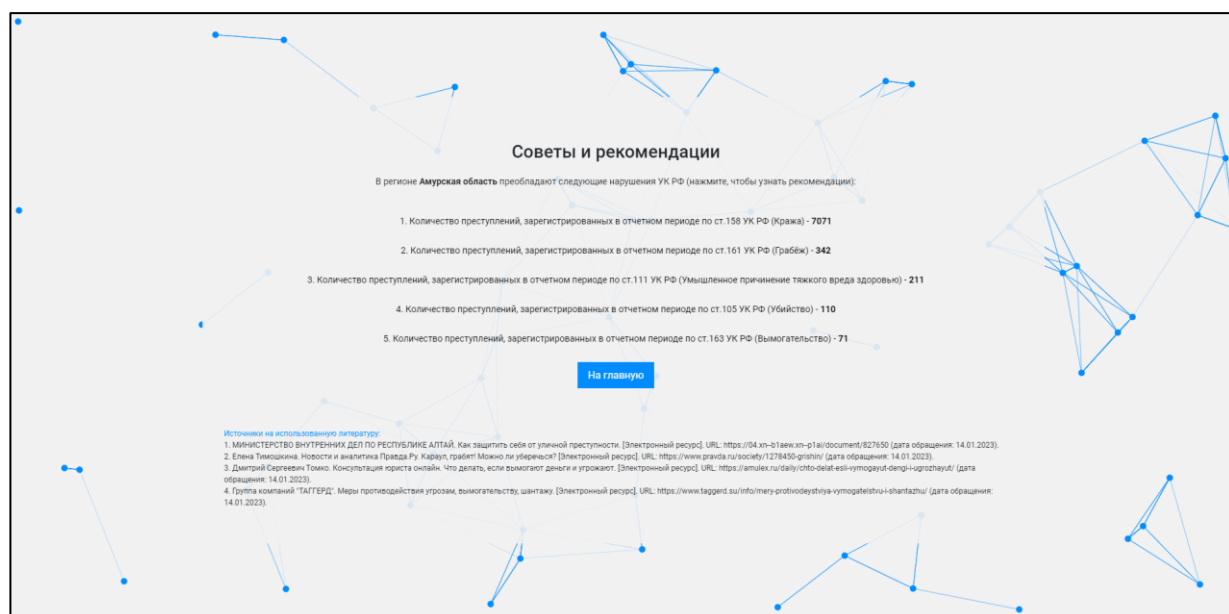 Советы и рекомендации
В регионе Амурская область преобладают следующие нарушения УК РФ (нажмите, чтобы узнать рекомендации):
1. Количество преступлений, зарегистрированных в отчетном периоде по ст.158 УК РФ (Кража) - 7071
2. Количество преступлений, зарегистрированных в отчетном периоде по ст.161 УК РФ (Грабёж) - 342
3. Количество преступлений, зарегистрированных в отчетном периоде по ст.111 УК РФ (Умышленное причинение тяжкого вреда здоровью) - 211
4. Количество преступлений, зарегистрированных в отчетном периоде по ст.105 УК РФ (Убийство) - 110
5. Количество преступлений, зарегистрированных в отчетном периоде по ст.163 УК РФ (Вымогательство) - 71
На главную
Источники на использованную литературу:
1. МИНИСТЕРСТВО ВНУТРЕННИХ ДЕЛ ПО РЕСПУБЛИКЕ АЛТАЙ. Как защитить себя от уличной преступности. [Электронный ресурс]. URL: https://04.xn--b1aew.xn--p1ai/document/827650 (дата обращения: 14.01.2023).
2. Елена Тимошкина. Новости и аналитика Правда.Ру. Караул, грабят! Можно ли уберечься? [Электронный ресурс]. URL: https://www.pravda.ru/society/1278450-grishin/ (дата обращения: 14.01.2023).
3. Дмитрий Сергеевич Томко. Консультация юриста онлайн. Что делать, если вымогают деньги и угрожают. [Электронный ресурс]. URL: https://amulex.ru/daily/chto-delat-esli-vymogayut-dengi-i-ugrozhayut/ (дата
обращения: 14.01.2023).
4. Группа компаний "ТАГГЕРД". Меры противодействия угрозам, вымогательству, шантажу. [Электронный ресурс]. URL: https://www.taggerd.su/info/mery-protivodeystviya-vymogatelstvu-i-shantazhu/ (дата обращения:
14.01.2023).